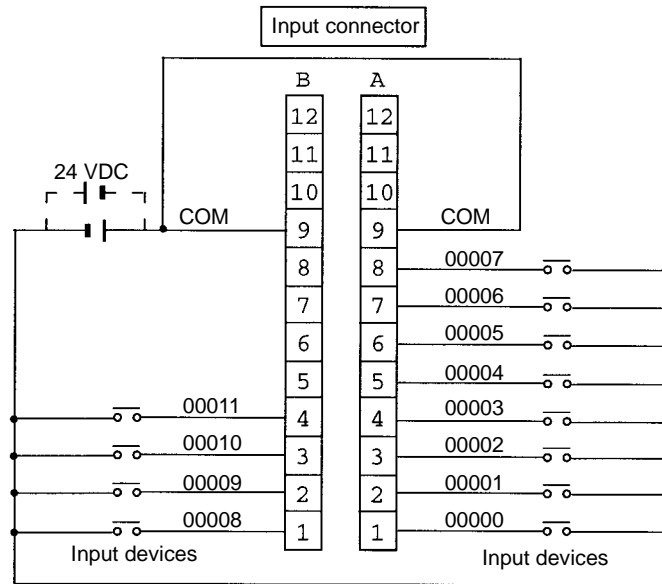 Input connector
B A
12 12
11 11
24 VDC
10 10
COM 9 9 COM
8 8 00007
7 7 00006
6 6 00005
5 5 00004
00011 4 4 00003
00010 3 3 00002
00009 2 2 00001
00008 1 1 00000
Input devices Input devices